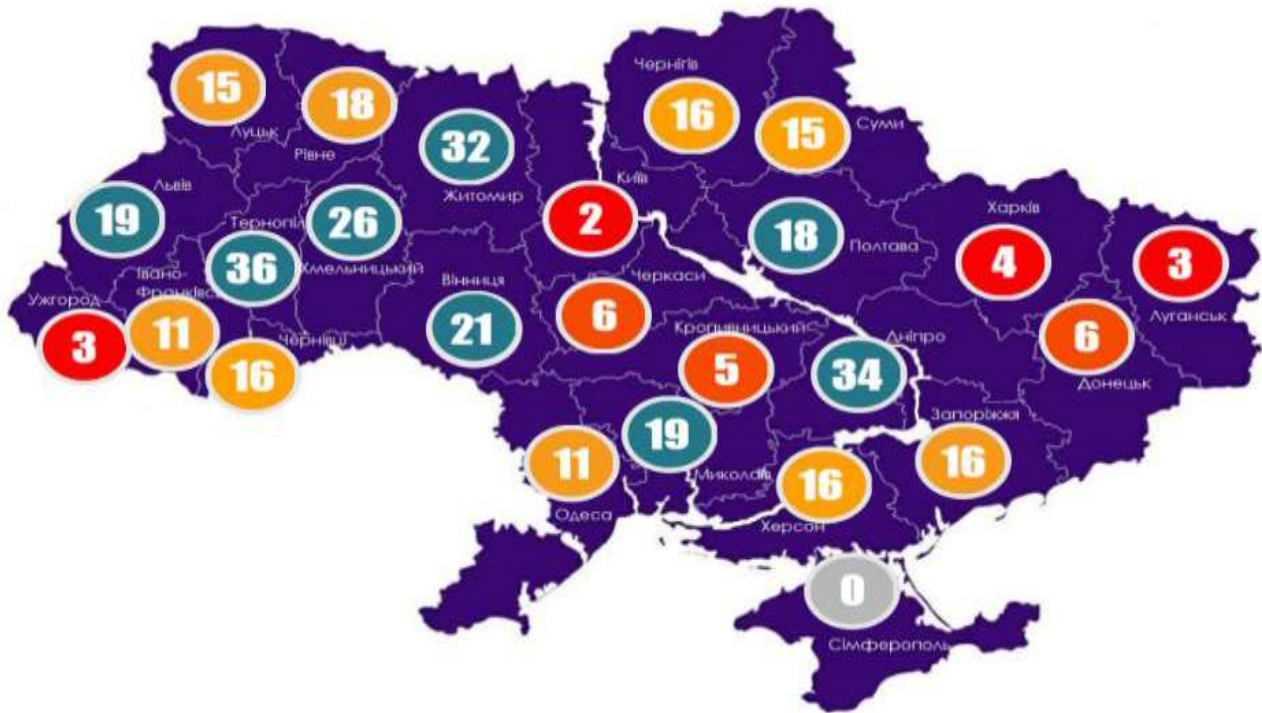 15
Луцьк
18
Рівне
32
Житомир
Чернігів
16
15
Суми
Львів
19
Тернопіл
36
26
Хмельницький
Київ
2
18
Полтава
Харків
4
3
Луганськ
Ужгород
3
Івано-
Франківс
11
16
Чернівці
Вінниця
21
Черкаси
6
Кропивницький
5
Дніпро
34
6
Донецьк
Запоріжжя
16
19
Миколаїв
11
Одеса
16
Херсон
0
Сімферополь